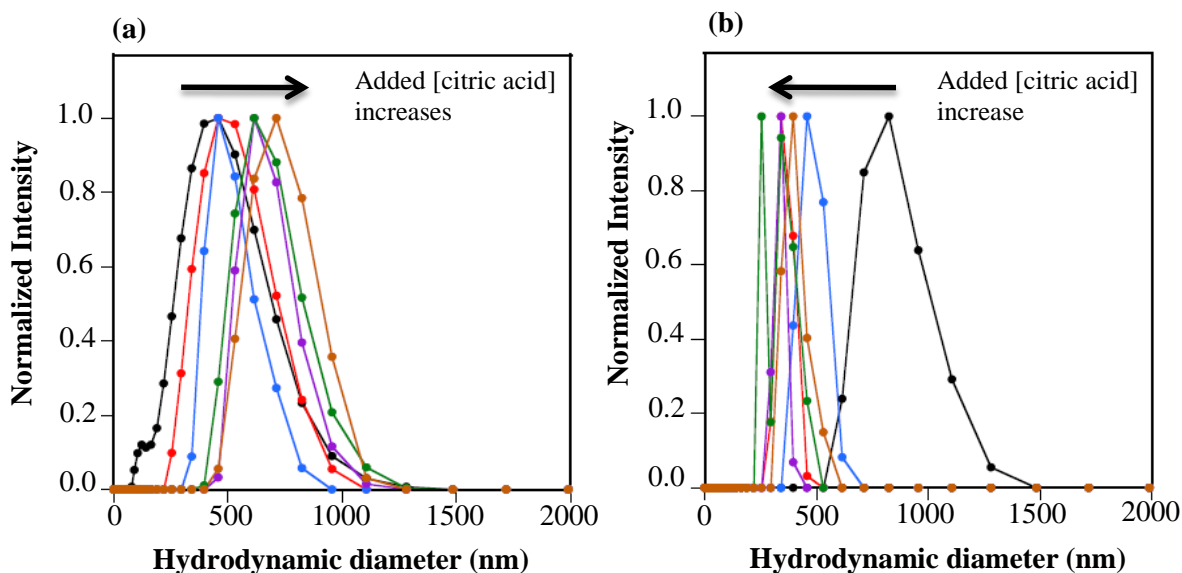 (a)
Added [citric acid]
increases
Normalized Intensity
1.0
0.8
0.6
0.4
0.2
0.0
0
500
1000
1500
2000
Hydrodynamic diameter (nm)
(b)
Added [citric acid]
increase
Normalized Intensity
1.0
0.8
0.6
0.4
0.2
0.0
0
500
1000
1500
2000
Hydrodynamic diameter (nm)